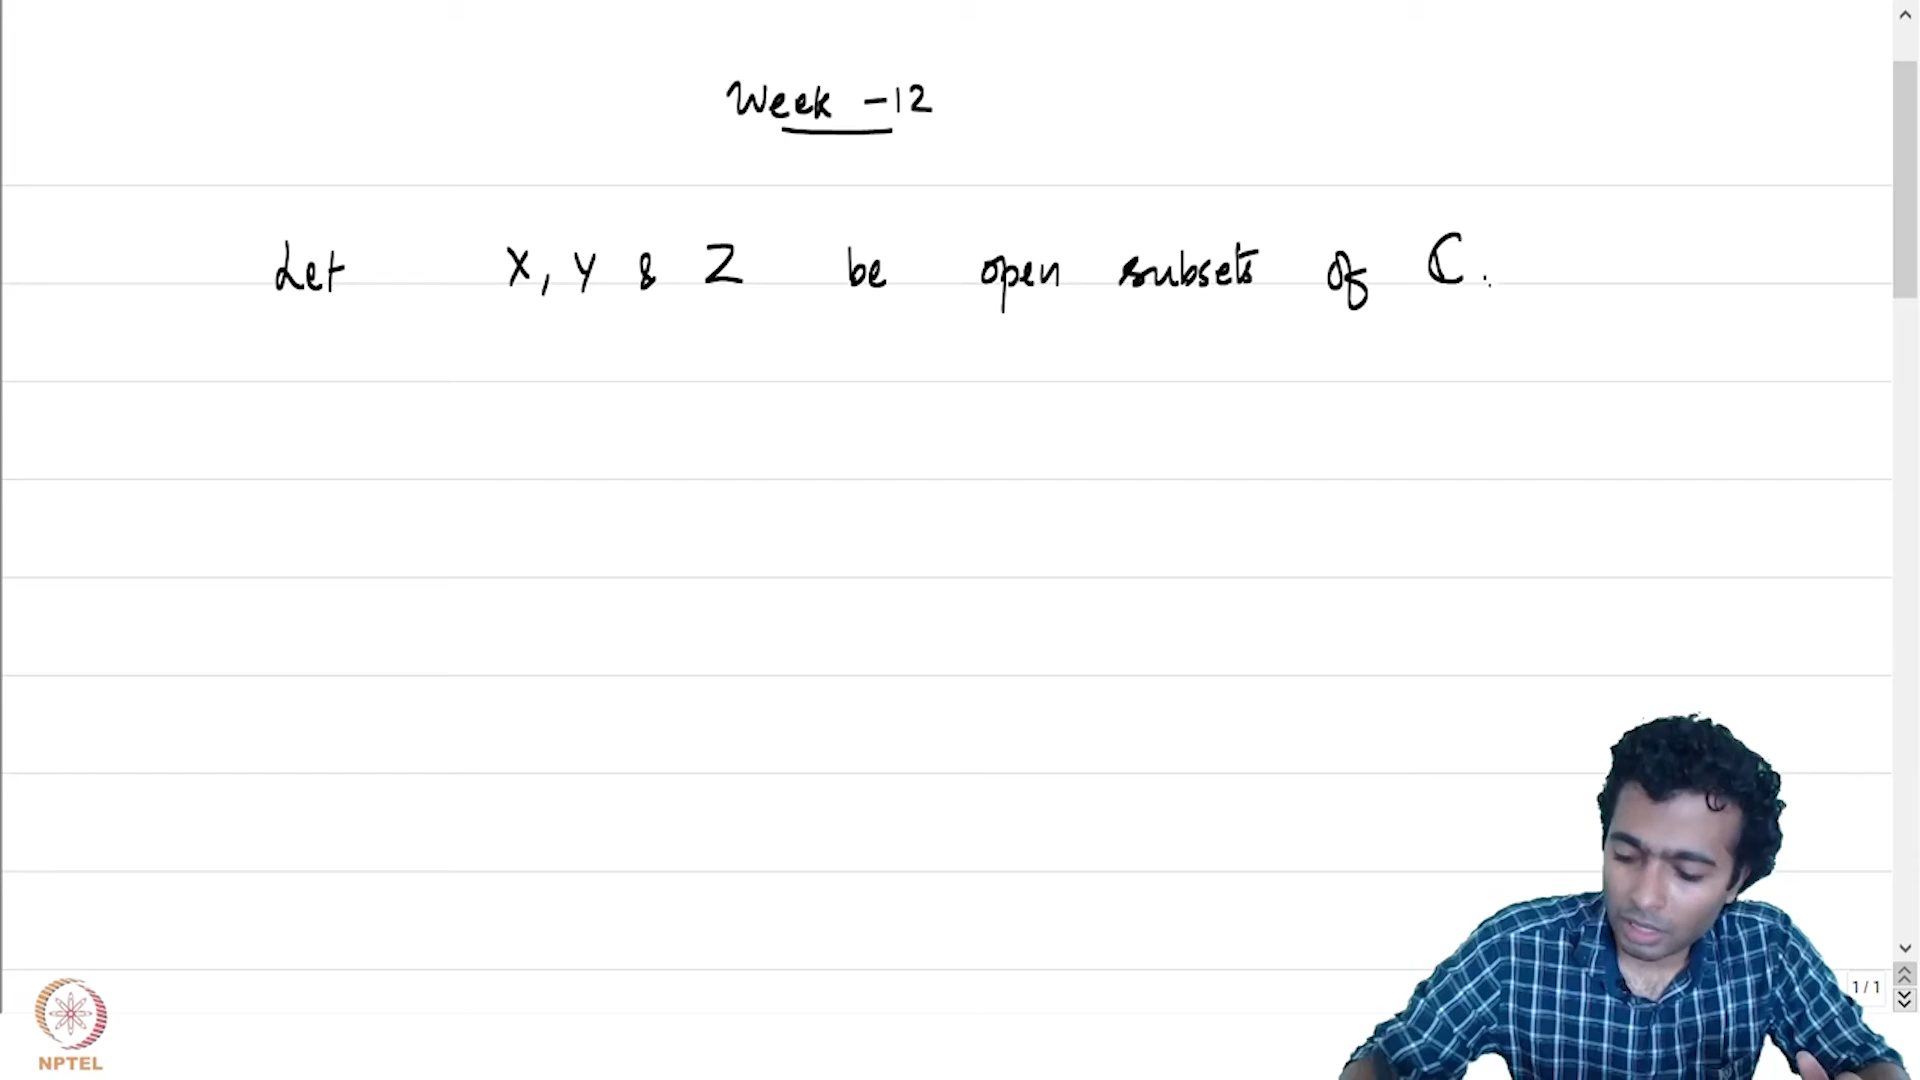 Week - 12
Let X, Y & Z be open subsets of ℂ.
1 / 1
NPTEL